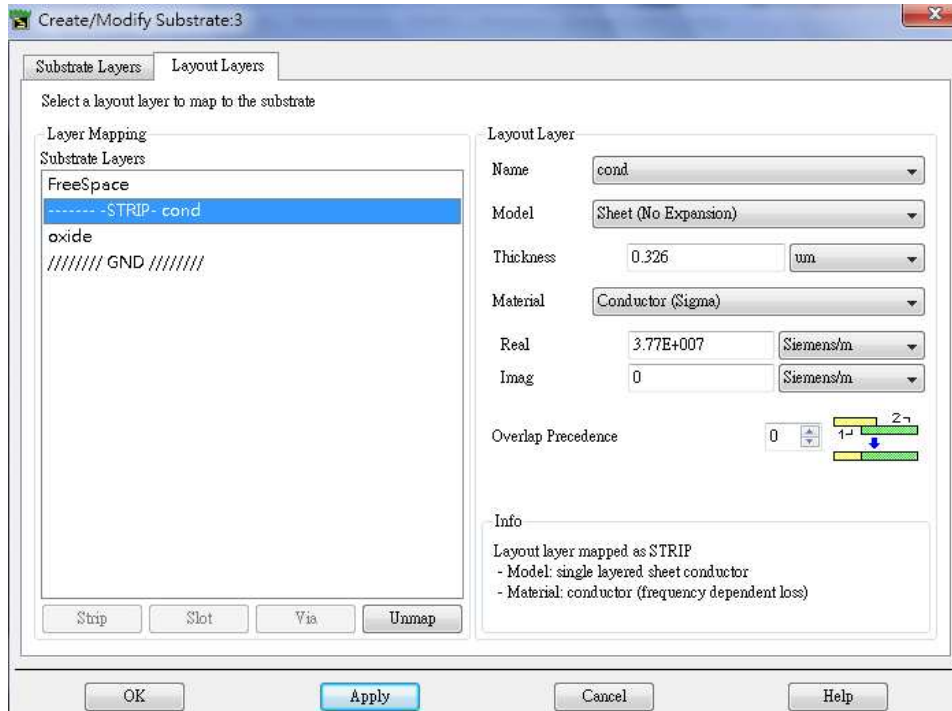 Create/Modify Substrate:3
Substrate Layers
Layout Layers
Select a layout layer to map to the substrate
Layer Mapping
Substrate Layers
FreeSpace
------- -STRIP- cond
oxide
//////// GND ////////
Strip
Slot
Via
Unmap
Layout Layer
Name
cond
Model
Sheet (No Expansion)
Thickness
0.326
um
Material
Conductor (Sigma)
Real
3.77E+007
Siemens/m
Imag
0
Siemens/m
Overlap Precedence
0
1
2
Info
Layout layer mapped as STRIP
- Model: single layered sheet conductor
- Material: conductor (frequency dependent loss)
OK
Apply
Cancel
Help